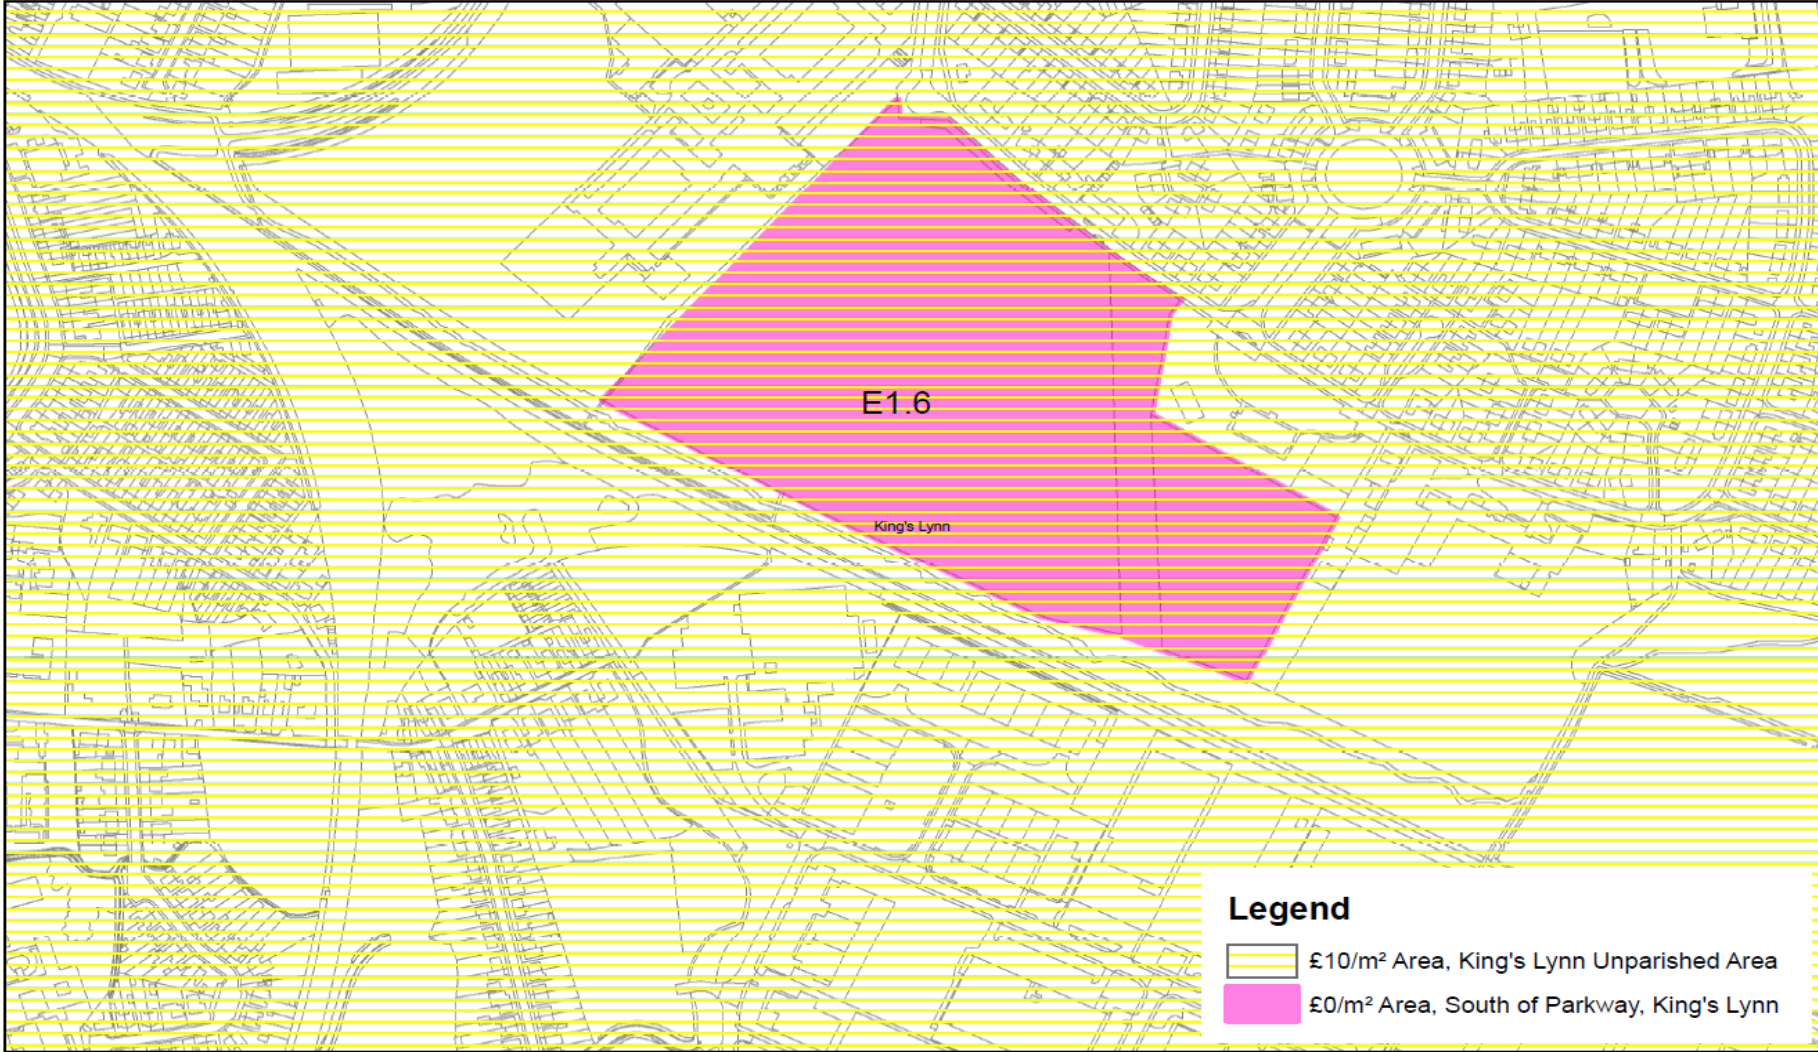 E1.6
King's Lynn
Legend
£10/m² Area, King's Lynn Unparished Area
£0/m² Area, South of Parkway, King's Lynn